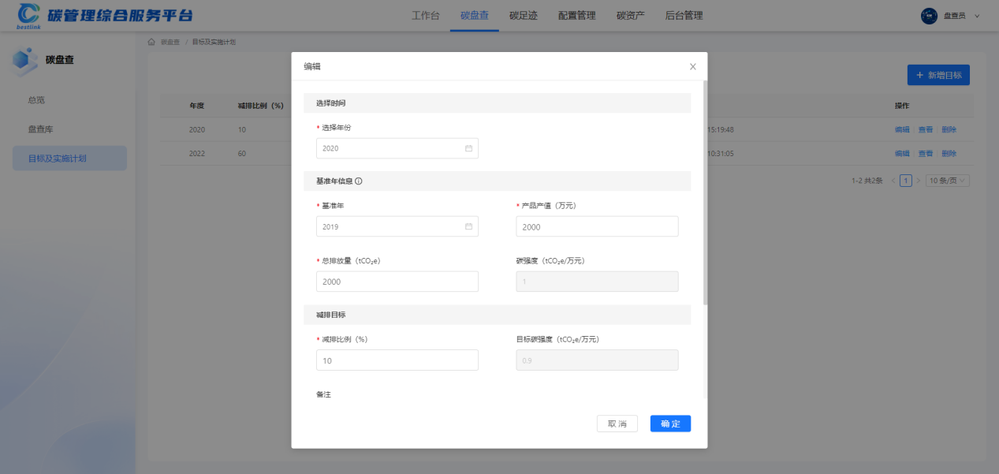 bestlink
碳管理综合服务平台
工作台 碳盘查 碳足迹 配置管理 碳资产 后台管理
盘查员
碳盘查 / 目标及实施计划
碳盘查
总览
盘查库
目标及实施计划
+ 新增目标
年度 减排比例（%） 操作
2020 10 15:19:48 编辑 查看 删除
2022 60 10:31:05 编辑 查看 删除
1-2 共2条 < 1 > 10 条/页
编辑
选择时间
* 选择年份
2020
基准年信息
* 基准年 * 产品产值（万元）
2019 2000
* 总排放量（tCO₂e） 碳强度（tCO₂e/万元）
2000 1
减排目标
* 减排比例（%） 目标碳强度（tCO₂e/万元）
10 0.9
备注
取 消 确 定